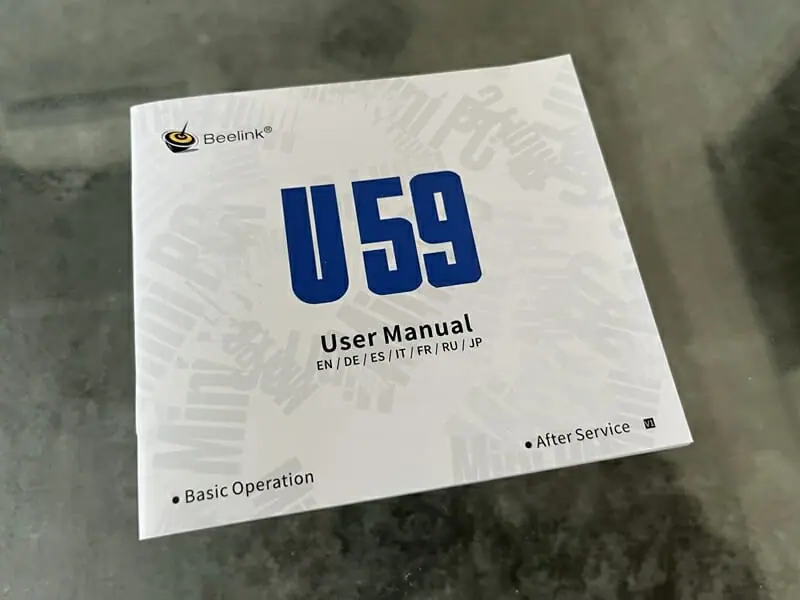 Beelink®
U59
User Manual
EN / DE / ES / IT / FR / RU / JP
• Basic Operation
• After Service V1